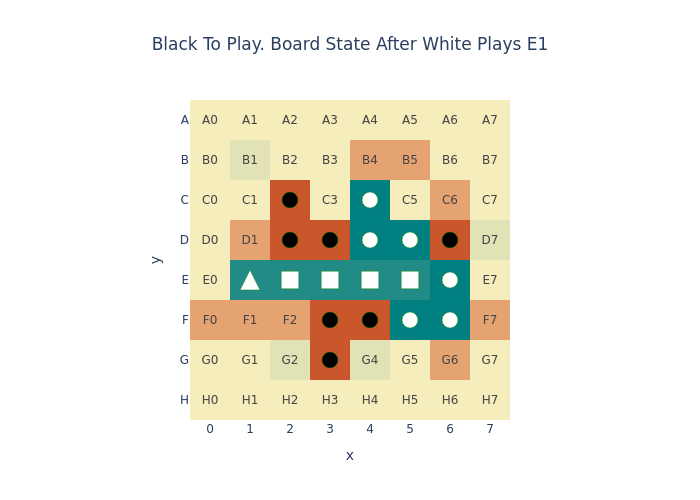 Black To Play. Board State After White Plays E1
A A0 A1 A2 A3 A4 A5 A6 A7
B B0 B1 B2 B3 B4 B5 B6 B7
C C0 C1 C3 C5 C6 C7
D D0 D1 D7
y
E E0 E7
F F0 F1 F2 F7
G G0 G1 G2 G4 G5 G6 G7
H H0 H1 H2 H3 H4 H5 H6 H7
0 1 2 3 4 5 6 7
x